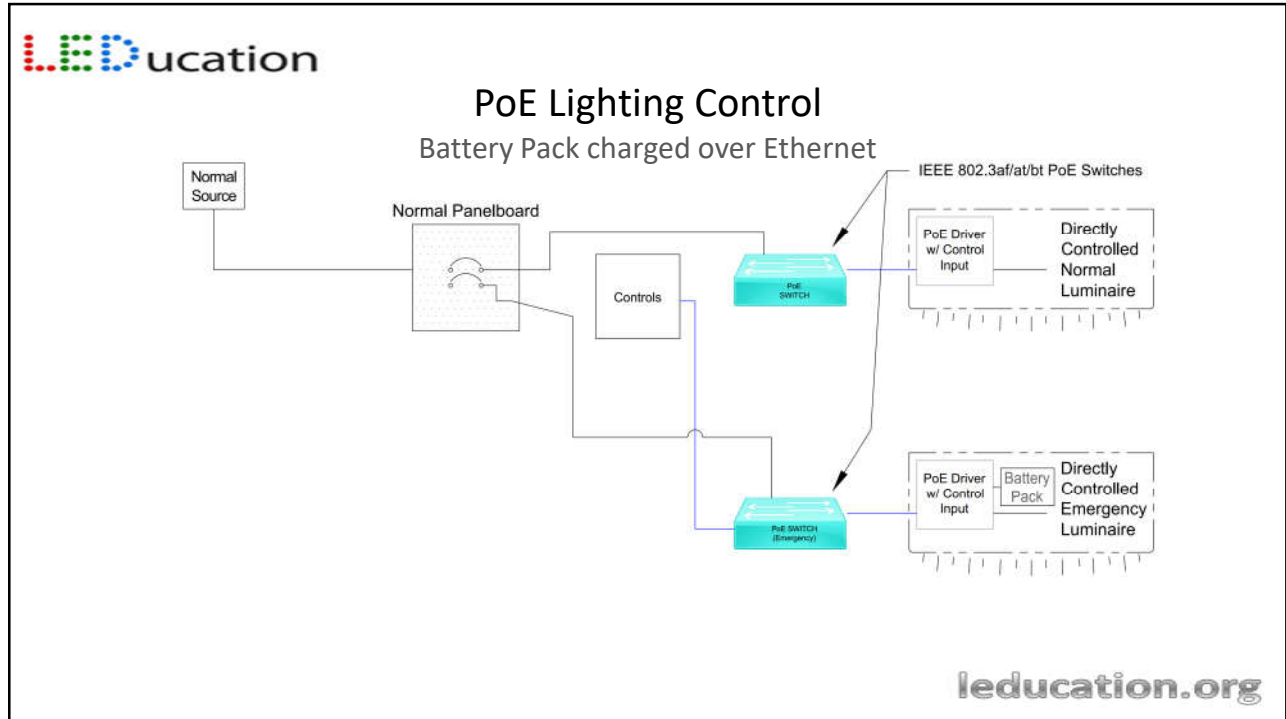 LEDucation
PoE Lighting Control
Battery Pack charged over Ethernet
Normal
Source
Normal Panelboard
IEEE 802.3af/at/bt PoE Switches
Controls
PoE
SWITCH
PoE Driver
w/ Control
Input
Directly
Controlled
Normal
Luminaire
PoE SWITCH
(Emergency)
PoE Driver
w/ Control
Input
Battery
Pack
Directly
Controlled
Emergency
Luminaire
leducation.org